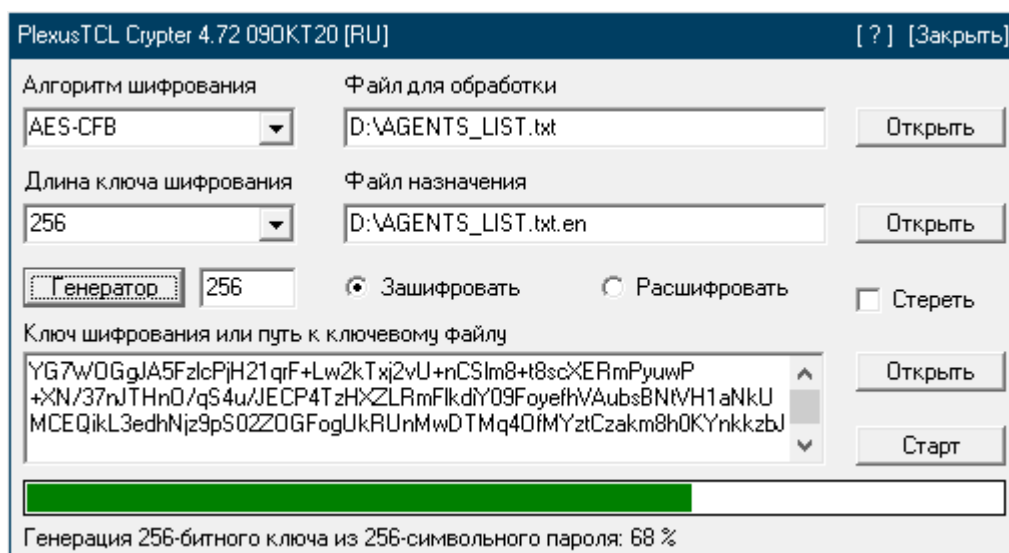 PlexusTCL Crypter 4.72 09OKT20 [RU] [ ? ] [Закрыть]
Алгоритм шифрования Файл для обработки
AES-CFB D:\AGENTS_LIST.txt Открыть
Длина ключа шифрования Файл назначения
256 D:\AGENTS_LIST.txt.en Открыть
Генератор 256 Зашифровать Расшифровать Стереть
Ключ шифрования или путь к ключевому файлу
YG7WOGgJA5FzIcPjH21qrF+Lw2kTxj2vU+nCSIm8+t8scXERmPyuwP
+XN/37nJTHnO/qS4u/JECP4TzHXZLRmFIkdiY09FoyefhVAubsBNtVH1aNkU
MCEQikL3edhNjz9pS02ZOGFogUkRUnMwDTMq4OfMYztCzakm8h0KYnkkzbJ
Открыть
Старт
Генерация 256-битного ключа из 256-символьного пароля: 68 %